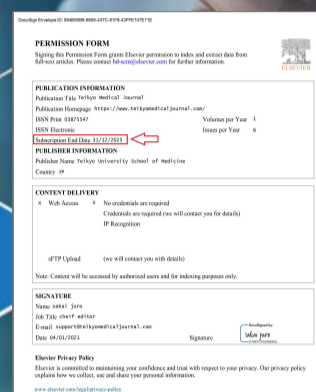 DocuSign Envelope ID:
PERMISSION FORM
Signing this Permission Form grants Elsevier permission to index and extract data from
full-text articles. Please contact bd-scm@elsevier.com for further information.
ELSEVIER
PUBLICATION INFORMATION
Publication Title Teikyo Medical Journal
Publication Homepage https://www.teikyomedicaljournal.com/
ISSN Print 03875547 Volumes per Year 1
ISSN Electronic Issues per Year 6
Subscription End Date 31/12/2025
PUBLISHER INFORMATION
Publisher Name Teikyo University School of Medicine
Country JP
CONTENT DELIVERY
x Web Access x No credentials are required
Credentials are required (we will contact you for details)
IP Recognition
sFTP Upload (we will contact you with details)
Note: Content will be accessed by authorized users and for indexing purposes only.
SIGNATURE
Name sakai jaro
Job Title cheif editor
E-mail support@teikyomedicaljournal.com
Date 04/01/2021 Signature
sakai jaro
Elsevier Privacy Policy
Elsevier is committed to maintaining your confidence and trust with respect to your privacy. Our privacy policy
explains how we collect, use and share your personal information.
www.elsevier.com/legal/privacy-policy